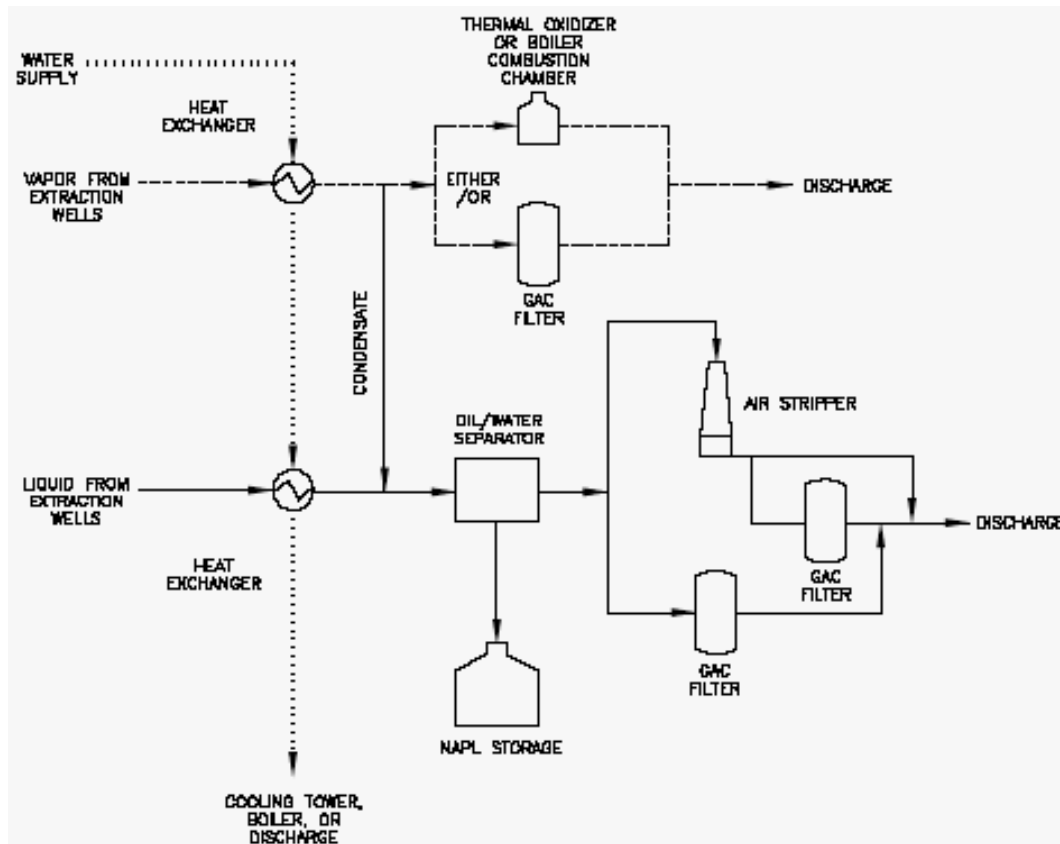 THERMAL OXIDIZER
OR BOILER
COMBUSTION
CHAMBER
WATER
SUPPLY
HEAT
EXCHANGER
VAPOR FROM
EXTRACTION
WELLS
EITHER
/OR
DISCHARGE
GAC
FILTER
CONDENSATE
AIR STRIPPER
OIL/WATER
SEPARATOR
LIQUID FROM
EXTRACTION
WELLS
DISCHARGE
HEAT
EXCHANGER
GAC
FILTER
GAC
FILTER
NAPL STORAGE
COOLING TOWER,
BOILER, OR
DISCHARGE